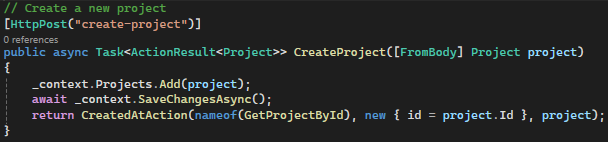 // Create a new project
[HttpPost("create-project")]
0 references
public async Task<ActionResult<Project>> CreateProject([FromBody] Project project)
{
    _context.Projects.Add(project);
    await _context.SaveChangesAsync();
    return CreatedAtAction(nameof(GetProjectById), new { id = project.Id }, project);
}